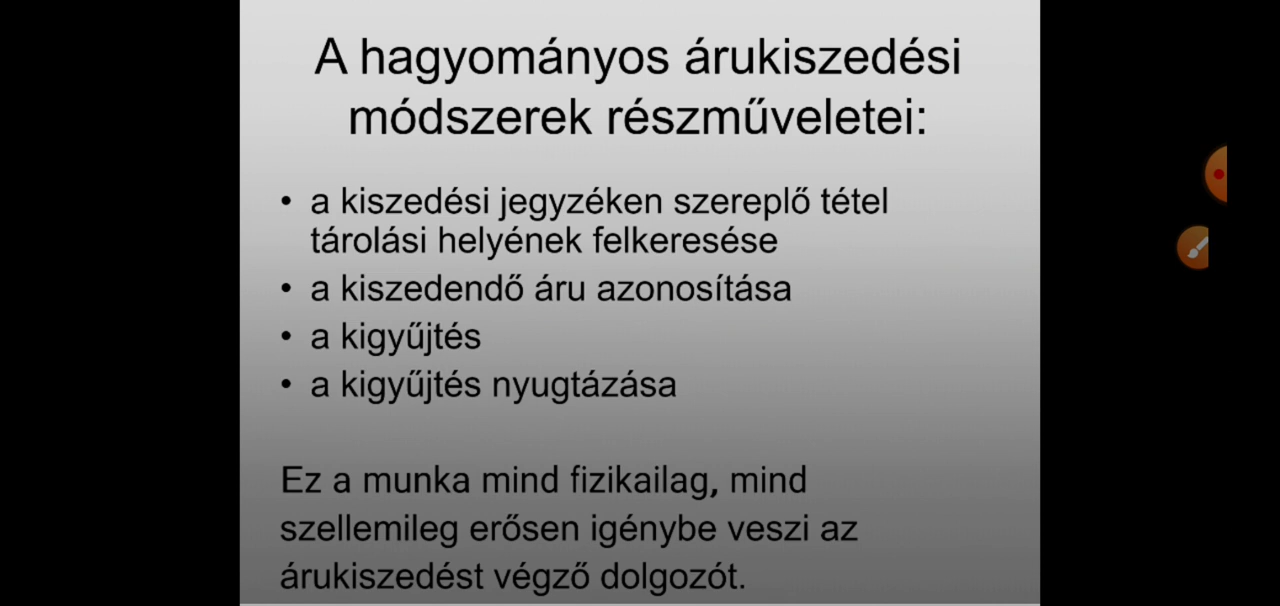 A hagyományos árukiszedési
módszerek részműveletei:
• a kiszedési jegyzéken szereplő tétel
tárolási helyének felkeresése
• a kiszedendő áru azonosítása
• a kigyűjtés
• a kigyűjtés nyugtázása
Ez a munka mind fizikailag, mind
szellemileg erősen igénybe veszi az
árukiszedést végző dolgozót.